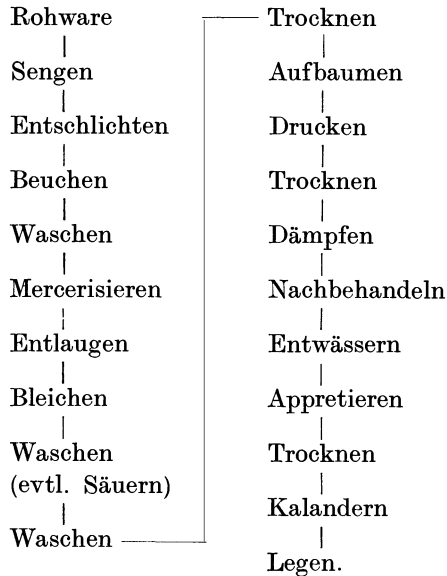 Rohware
Sengen
Entschlichten
Beuchen
Waschen
Mercerisieren
Entlaugen
Bleichen
Waschen
(evtl. Säuern)
Waschen
Trocknen
Aufbaumen
Drucken
Trocknen
Dämpfen
Nachbehandeln
Entwässern
Appretieren
Trocknen
Kalandern
Legen.